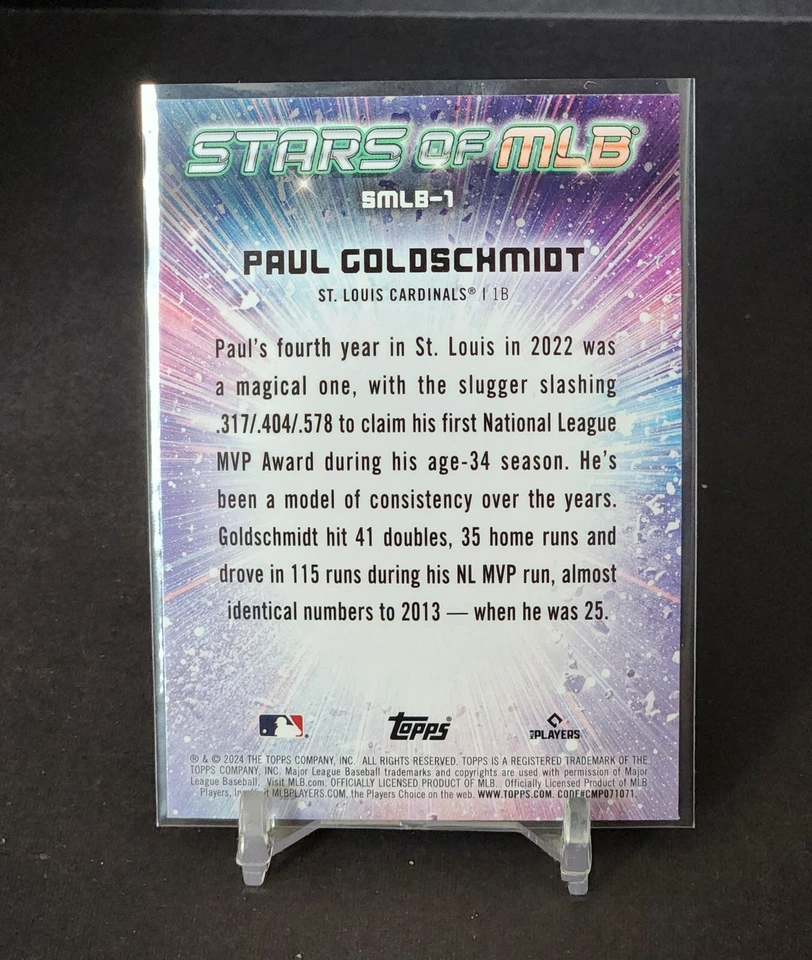 STARS OF MLB®
SMLB-1
PAUL GOLDSCHMIDT
ST. LOUIS CARDINALS® | 1B
Paul's fourth year in St. Louis in 2022 was
a magical one, with the slugger slashing
.317/.404/.578 to claim his first National League
MVP Award during his age-34 season. He's
been a model of consistency over the years.
Goldschmidt hit 41 doubles, 35 home runs and
drove in 115 runs during his NL MVP run, almost
identical numbers to 2013 — when he was 25.
topps®
PLAYERS
® & © 2024 THE TOPPS COMPANY, INC. ALL RIGHTS RESERVED. TOPPS IS A REGISTERED TRADEMARK OF THE
TOPPS COMPANY, INC. Major League Baseball trademarks and copyrights are used with permission of Major
League Baseball. Visit MLB.com. OFFICIALLY LICENSED PRODUCT OF MLB. Officially Licensed Product of MLB
Players, MLBPLAYERS.COM, the Players Choice on the web. WWW.TOPPS.COM. CODE#CMP071071.